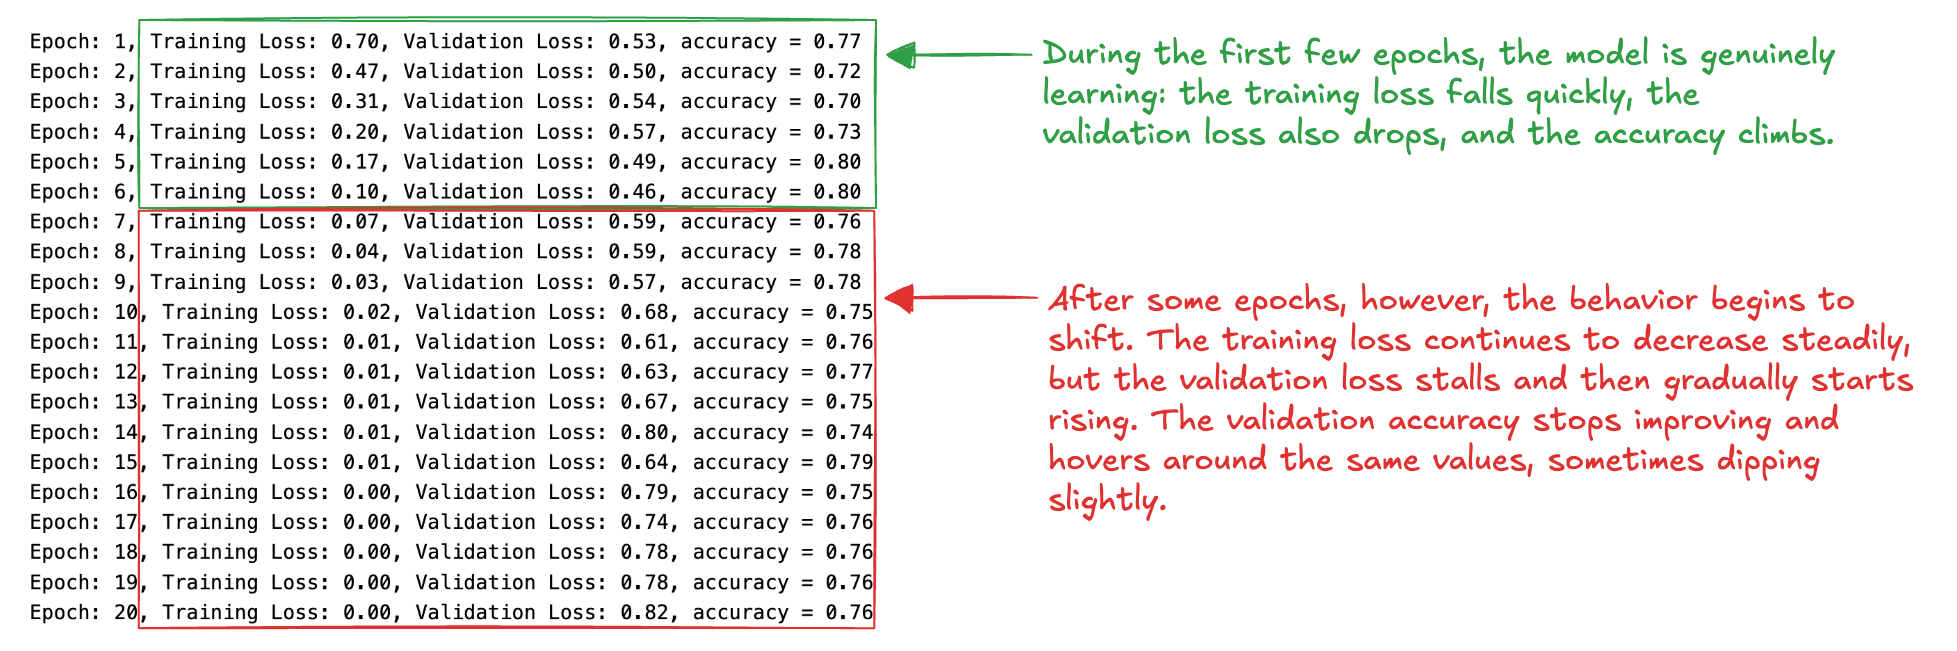 Epoch: 1, Training Loss: 0.70, Validation Loss: 0.53, accuracy = 0.77
Epoch: 2, Training Loss: 0.47, Validation Loss: 0.50, accuracy = 0.72
Epoch: 3, Training Loss: 0.31, Validation Loss: 0.54, accuracy = 0.70
Epoch: 4, Training Loss: 0.20, Validation Loss: 0.57, accuracy = 0.73
Epoch: 5, Training Loss: 0.17, Validation Loss: 0.49, accuracy = 0.80
Epoch: 6, Training Loss: 0.10, Validation Loss: 0.46, accuracy = 0.80
Epoch: 7, Training Loss: 0.07, Validation Loss: 0.59, accuracy = 0.76
Epoch: 8, Training Loss: 0.04, Validation Loss: 0.59, accuracy = 0.78
Epoch: 9, Training Loss: 0.03, Validation Loss: 0.57, accuracy = 0.78
Epoch: 10, Training Loss: 0.02, Validation Loss: 0.68, accuracy = 0.75
Epoch: 11, Training Loss: 0.01, Validation Loss: 0.61, accuracy = 0.76
Epoch: 12, Training Loss: 0.01, Validation Loss: 0.63, accuracy = 0.77
Epoch: 13, Training Loss: 0.01, Validation Loss: 0.67, accuracy = 0.75
Epoch: 14, Training Loss: 0.01, Validation Loss: 0.80, accuracy = 0.74
Epoch: 15, Training Loss: 0.01, Validation Loss: 0.64, accuracy = 0.79
Epoch: 16, Training Loss: 0.00, Validation Loss: 0.79, accuracy = 0.75
Epoch: 17, Training Loss: 0.00, Validation Loss: 0.74, accuracy = 0.76
Epoch: 18, Training Loss: 0.00, Validation Loss: 0.78, accuracy = 0.76
Epoch: 19, Training Loss: 0.00, Validation Loss: 0.78, accuracy = 0.76
Epoch: 20, Training Loss: 0.00, Validation Loss: 0.82, accuracy = 0.76
During the first few epochs, the model is genuinely
learning: the training loss falls quickly, the
validation loss also drops, and the accuracy climbs.
After some epochs, however, the behavior begins to
shift. The training loss continues to decrease steadily,
but the validation loss stalls and then gradually starts
rising. The validation accuracy stops improving and
hovers around the same values, sometimes dipping
slightly.